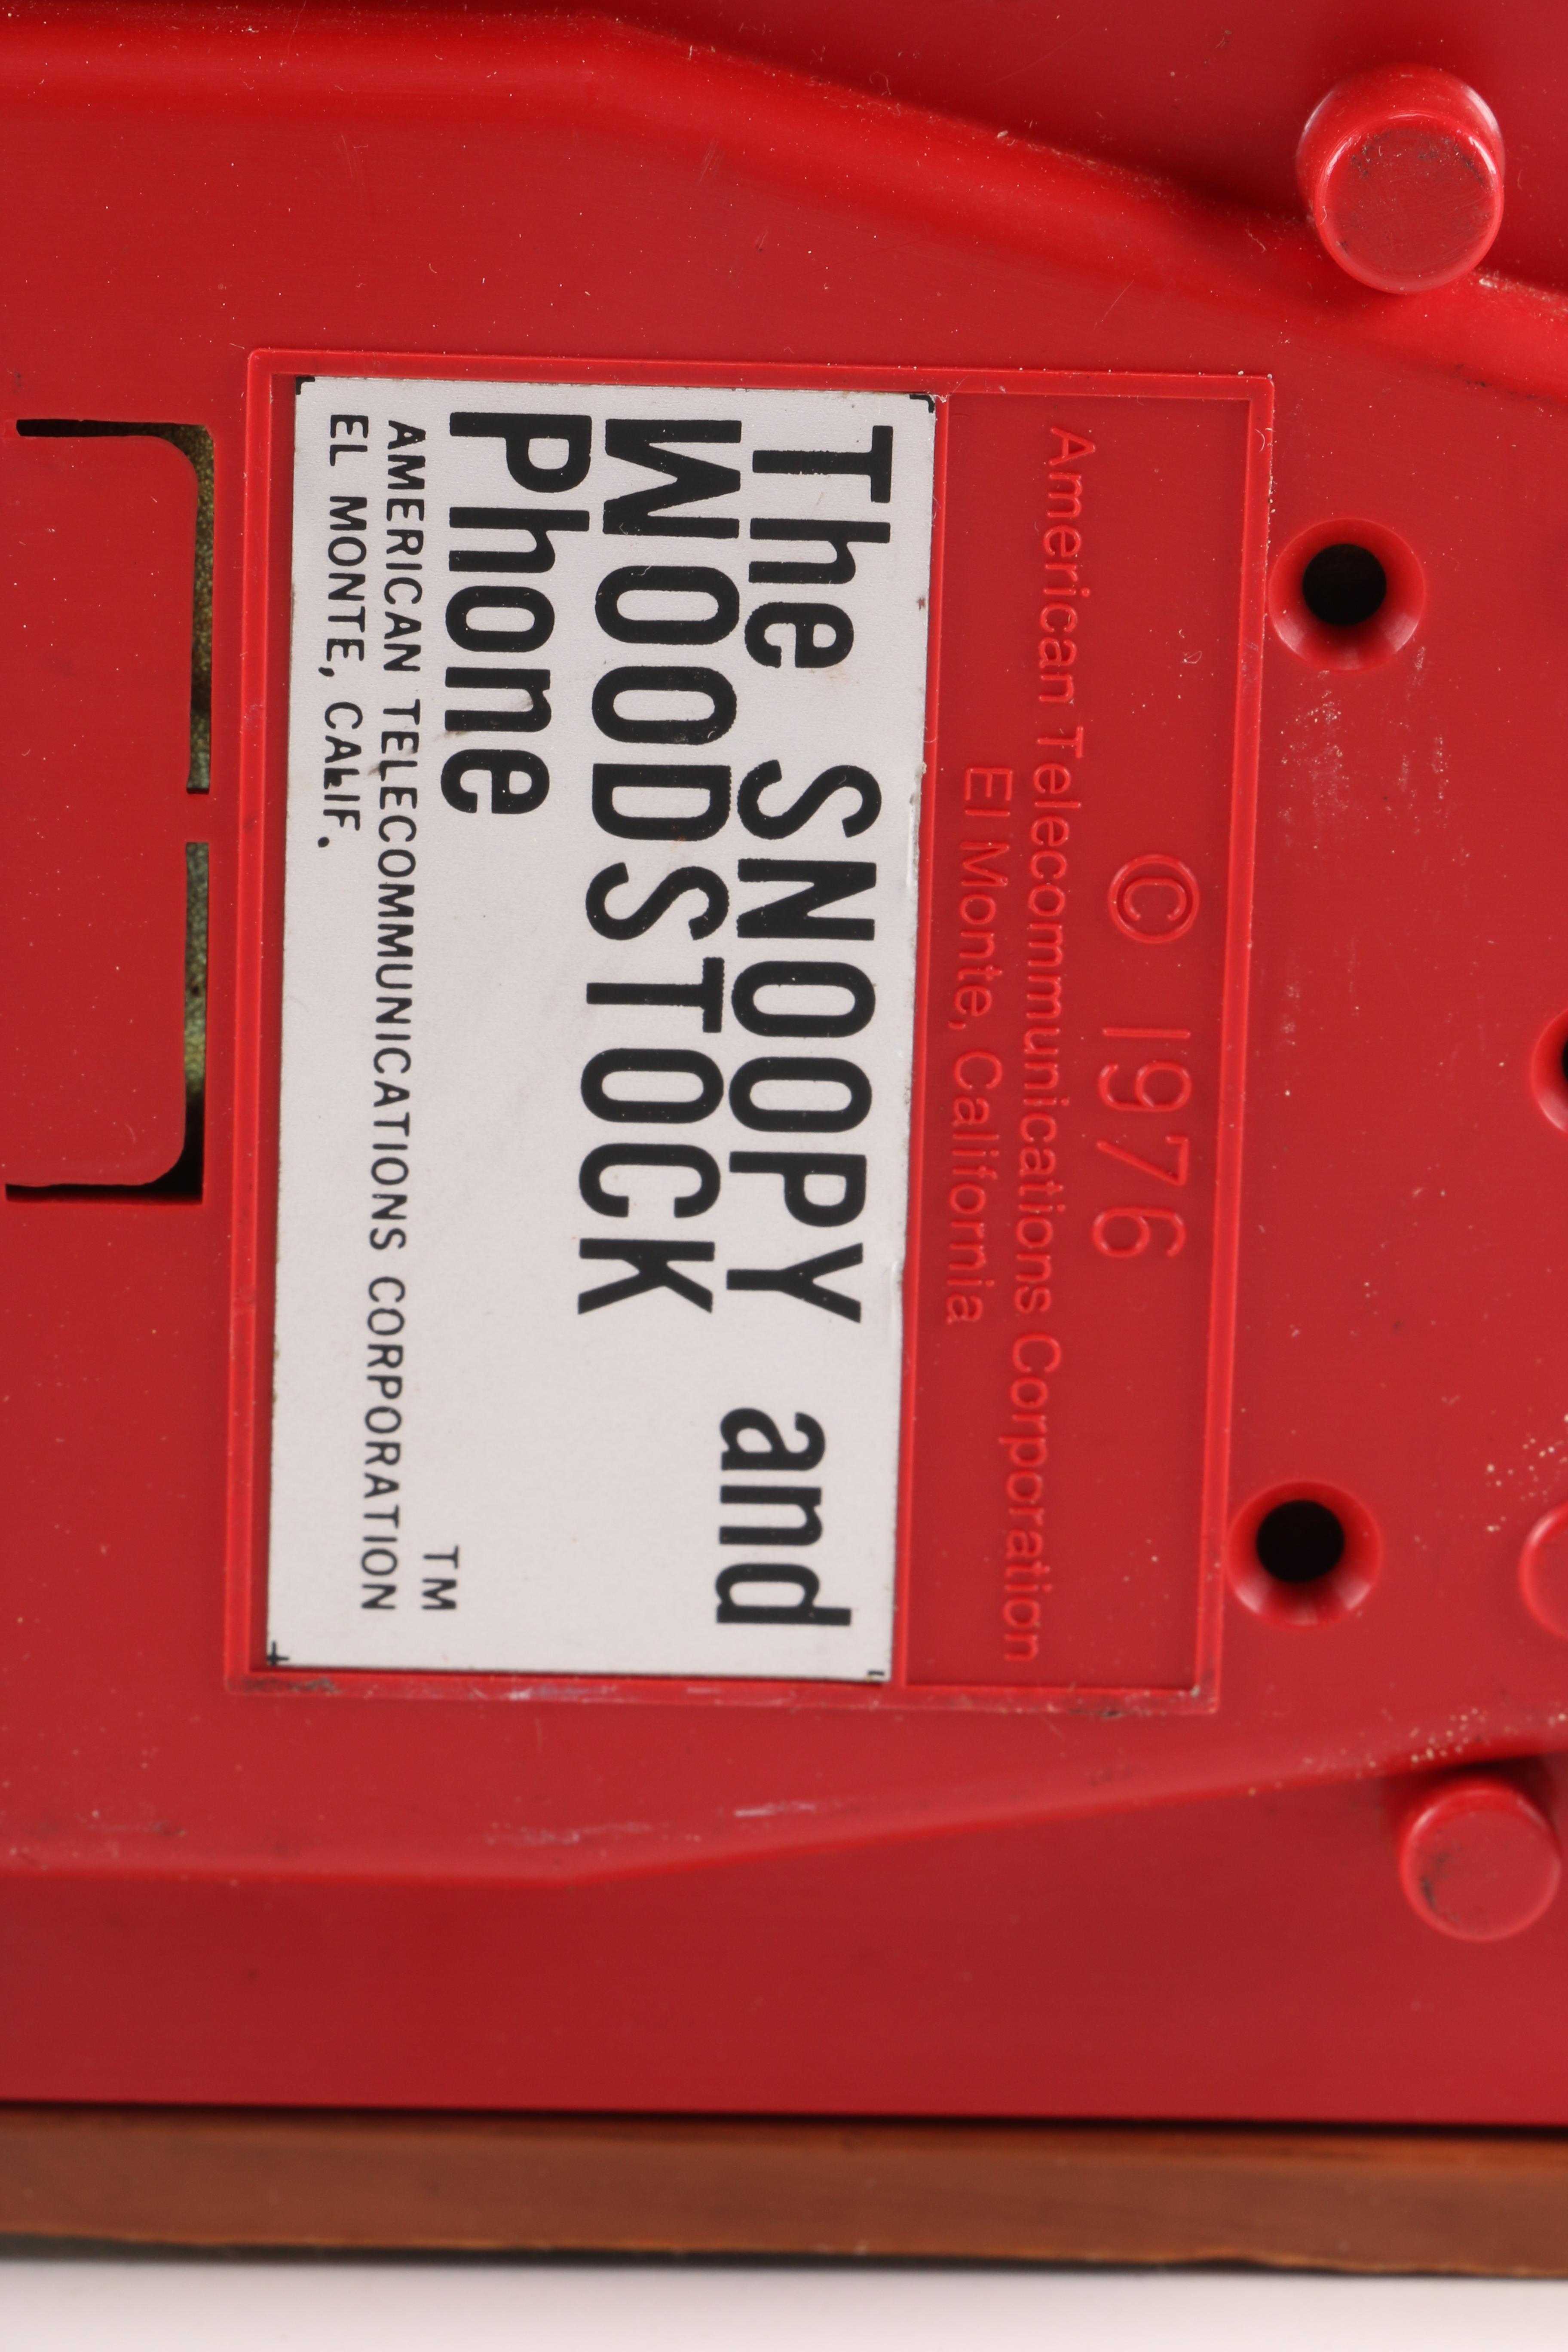 © 1976
American Telecommunications Corporation
El Monte, California
The SNOOPY and
WOODSTOCK
Phone
TM
AMERICAN TELECOMMUNICATIONS CORPORATION
EL MONTE, CALIF.